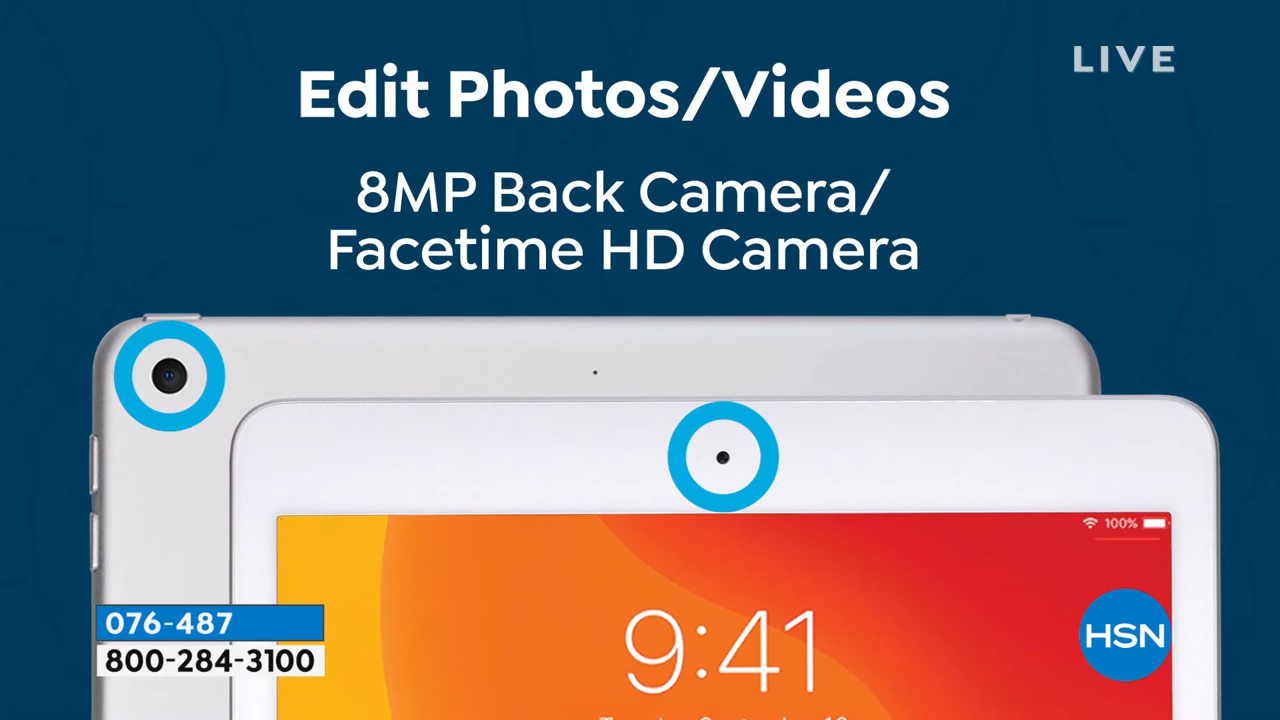 LIVE
Edit Photos/Videos
8MP Back Camera/
Facetime HD Camera
100%
9:41
076-487
800-284-3100
HSN